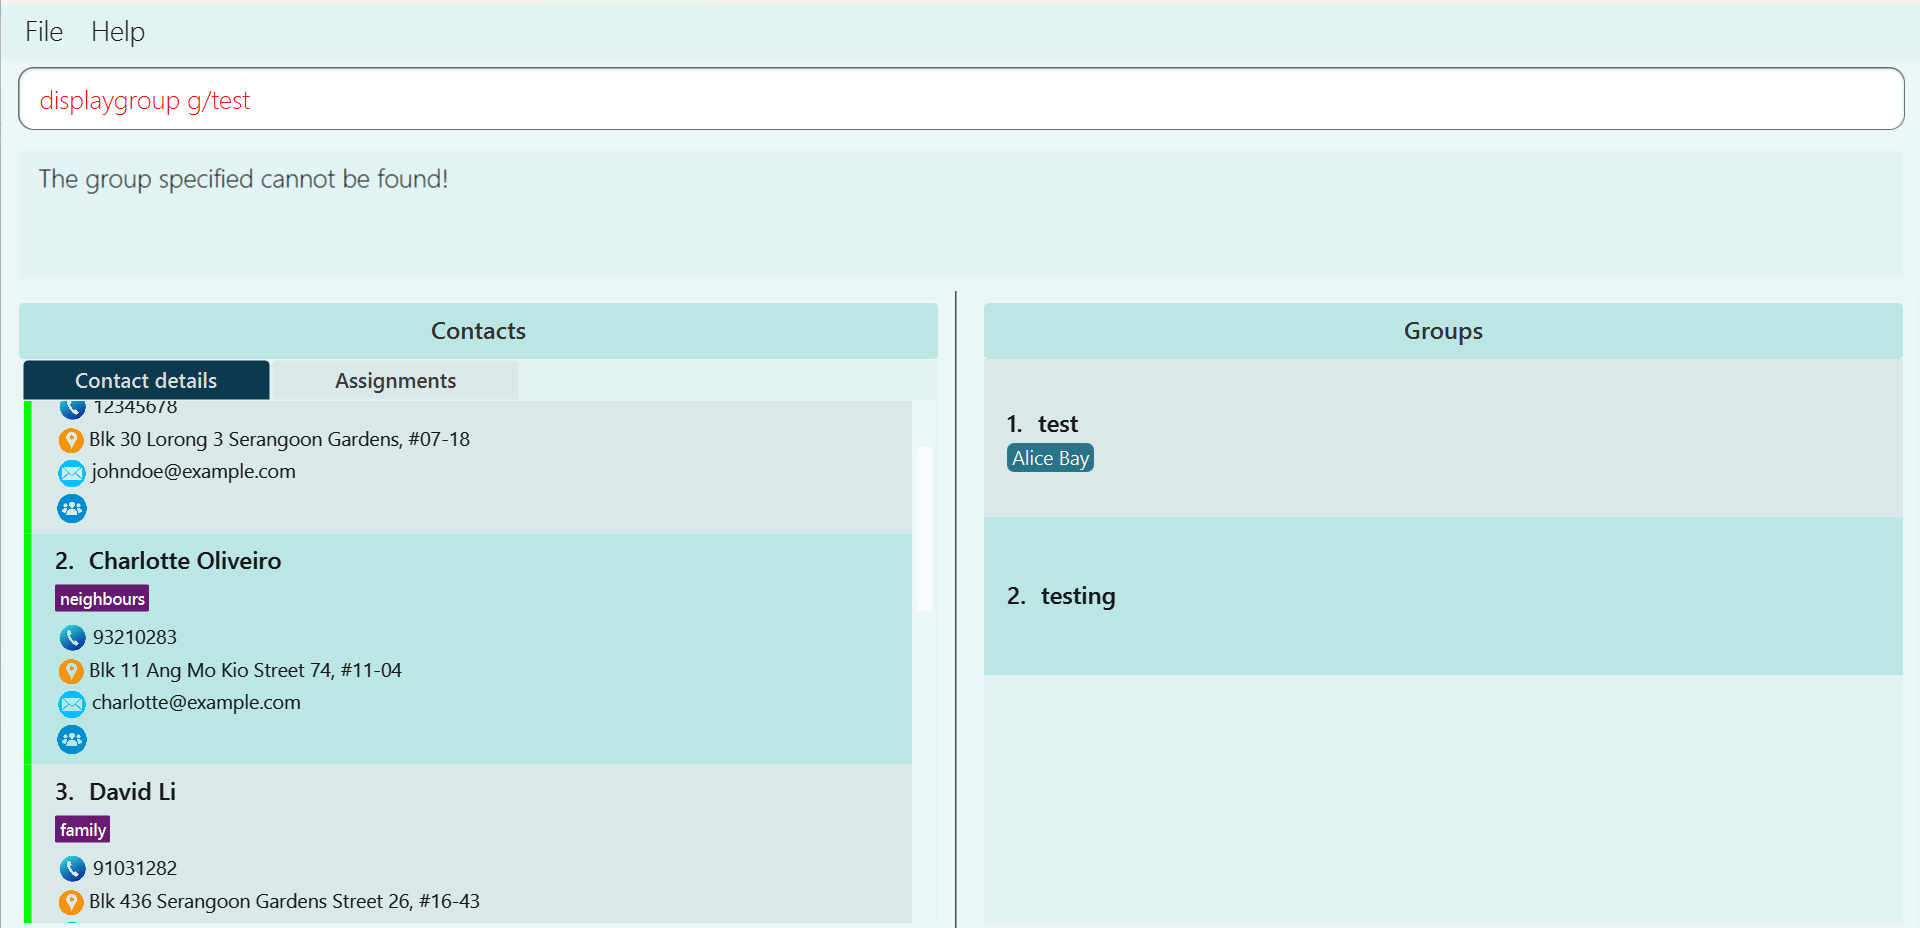 File Help
displaygroup g/test
The group specified cannot be found!
Contacts
Contact details Assignments
12345678
Blk 30 Lorong 3 Serangoon Gardens, #07-18
johndoe@example.com
2. Charlotte Oliveiro
neighbours
93210283
Blk 11 Ang Mo Kio Street 74, #11-04
charlotte@example.com
3. David Li
family
91031282
Blk 436 Serangoon Gardens Street 26, #16-43
Groups
1. test
Alice Bay
2. testing